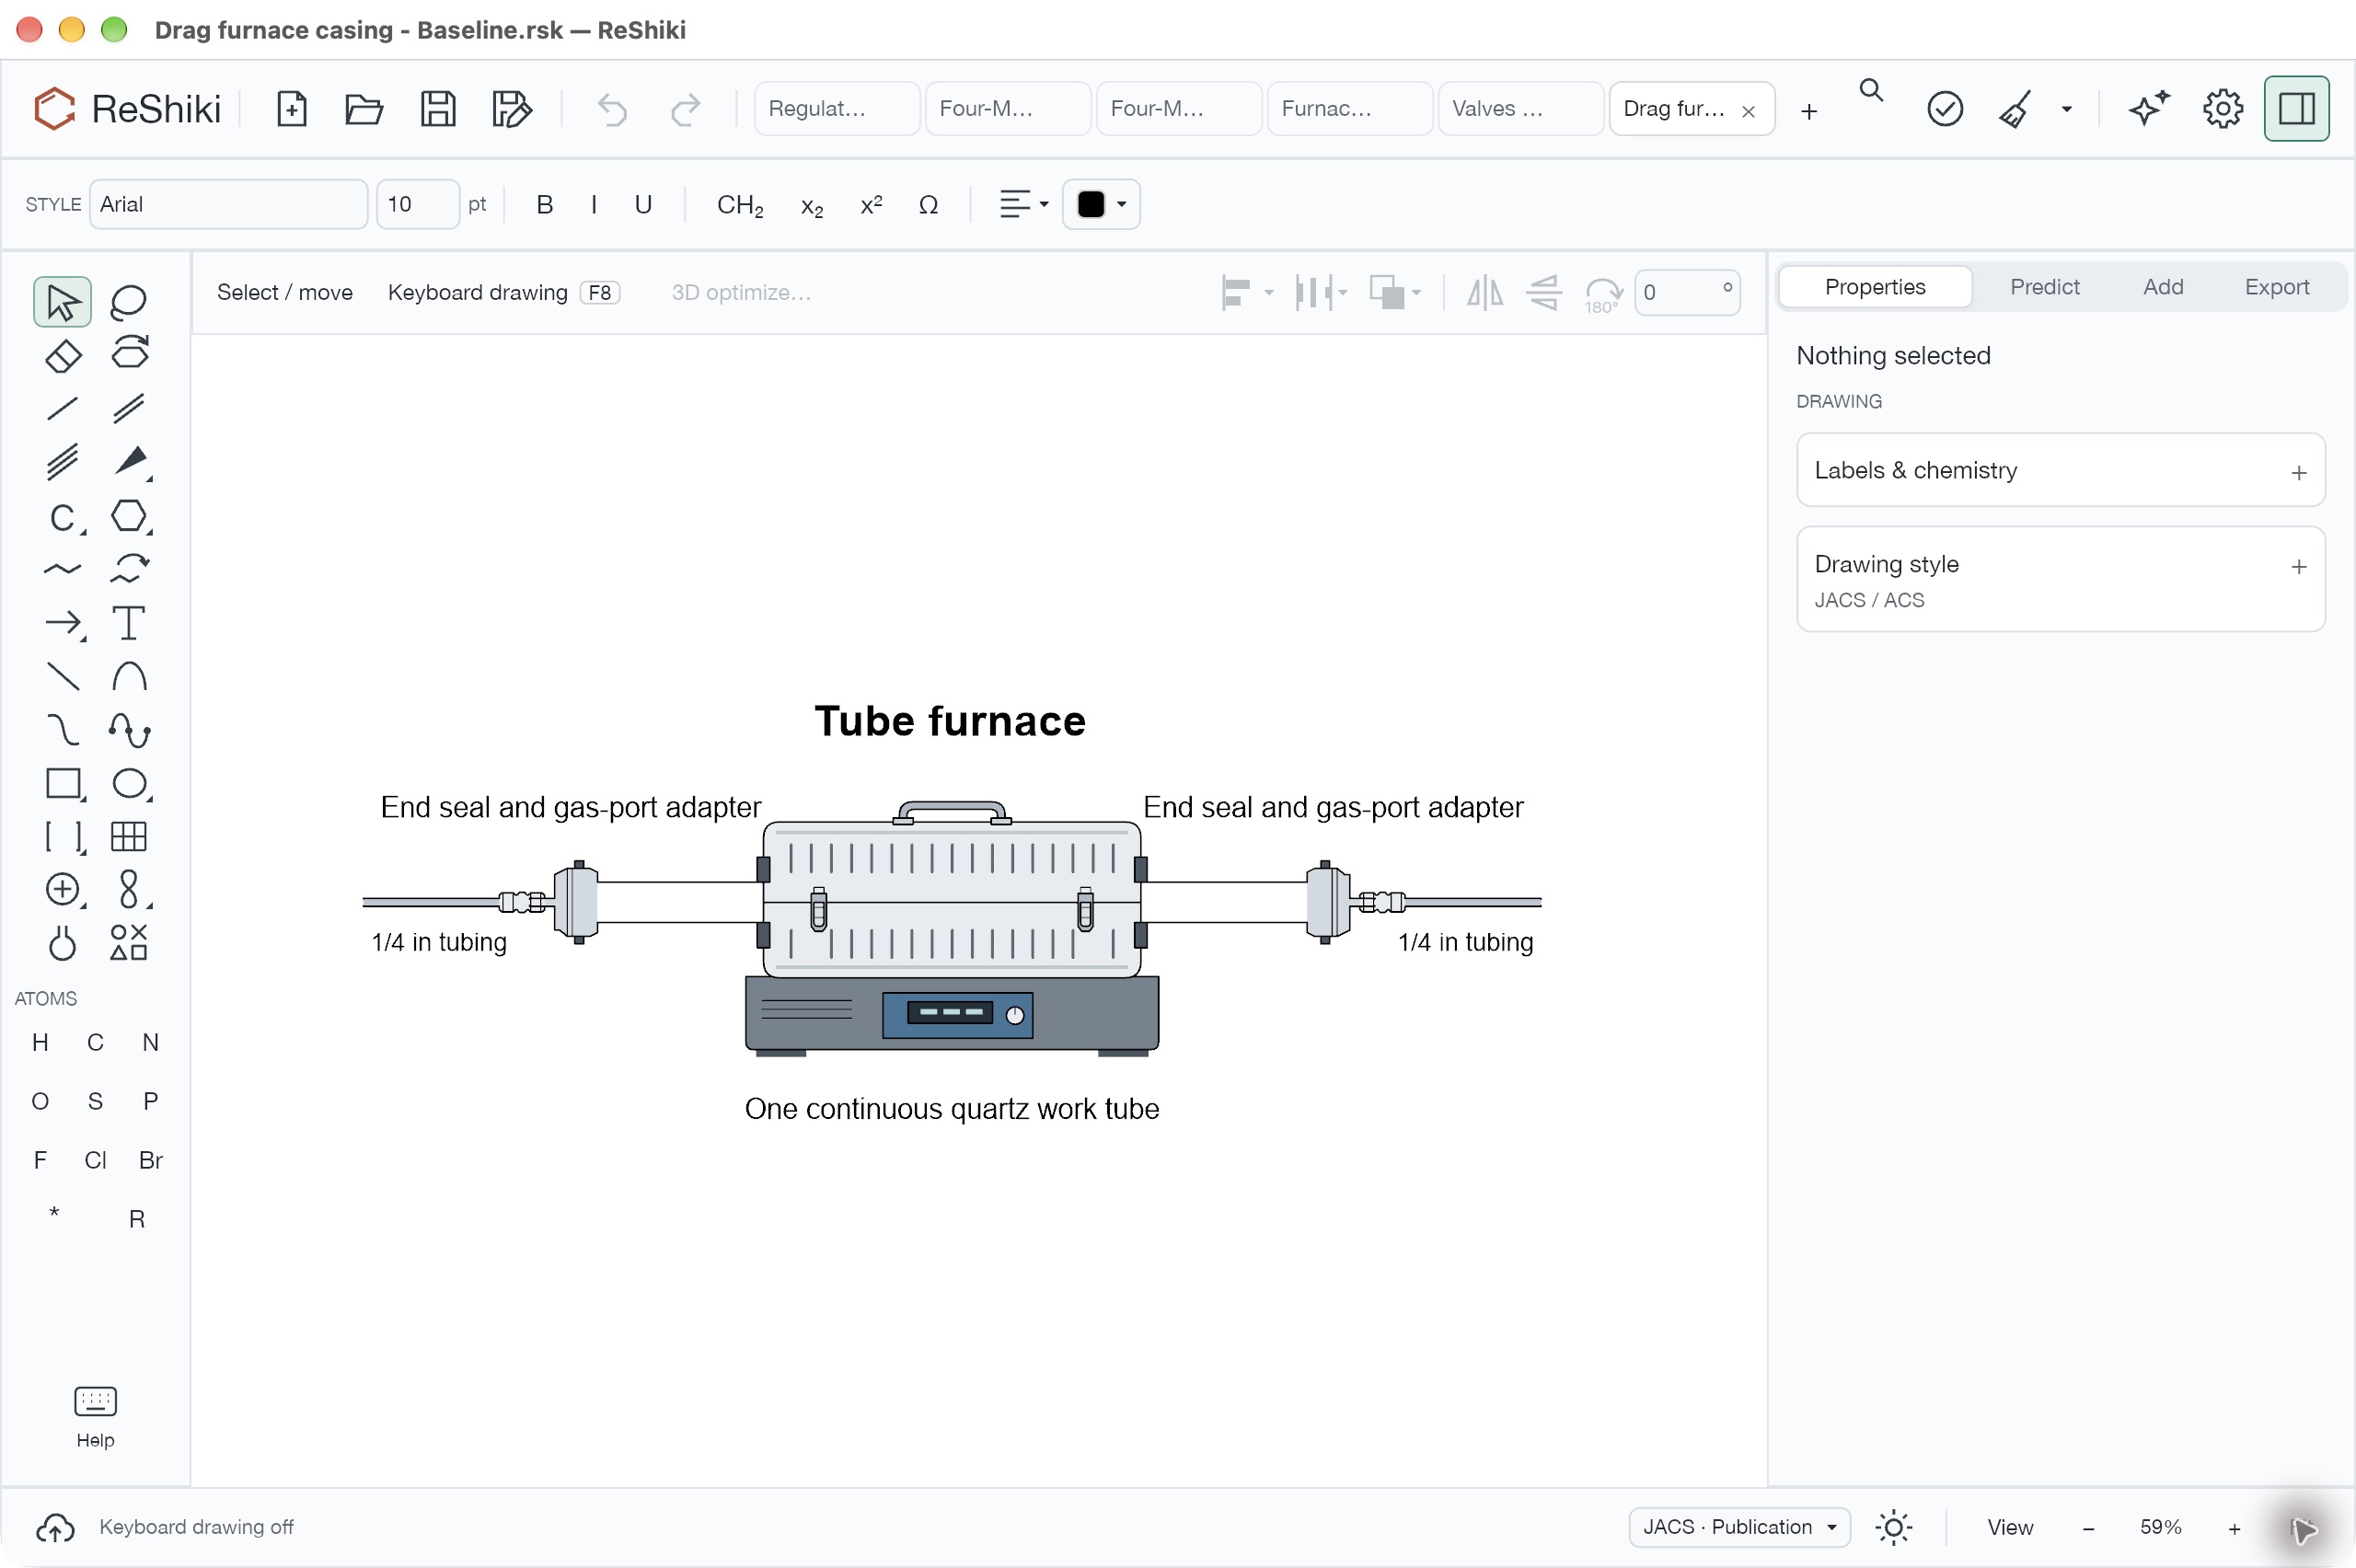 Drag furnace casing - Baseline.rsk — ReShiki
ReShiki
Regulat...
Four-M...
Four-M...
Furnac...
Valves ...
Drag fur...
STYLE
Arial
10
pt
B
I
U
CH₂
x₂
x²
Ω
Select / move
Keyboard drawing
F8
3D optimize...
180°
0 °
Properties
Predict
Add
Export
Nothing selected
DRAWING
Labels & chemistry
Drawing style
JACS / ACS
C
T
Tube furnace
End seal and gas-port adapter
End seal and gas-port adapter
1/4 in tubing
1/4 in tubing
One continuous quartz work tube
ATOMS
H C N
O S P
F Cl Br
* R
Help
Keyboard drawing off
JACS · Publication
View
59%